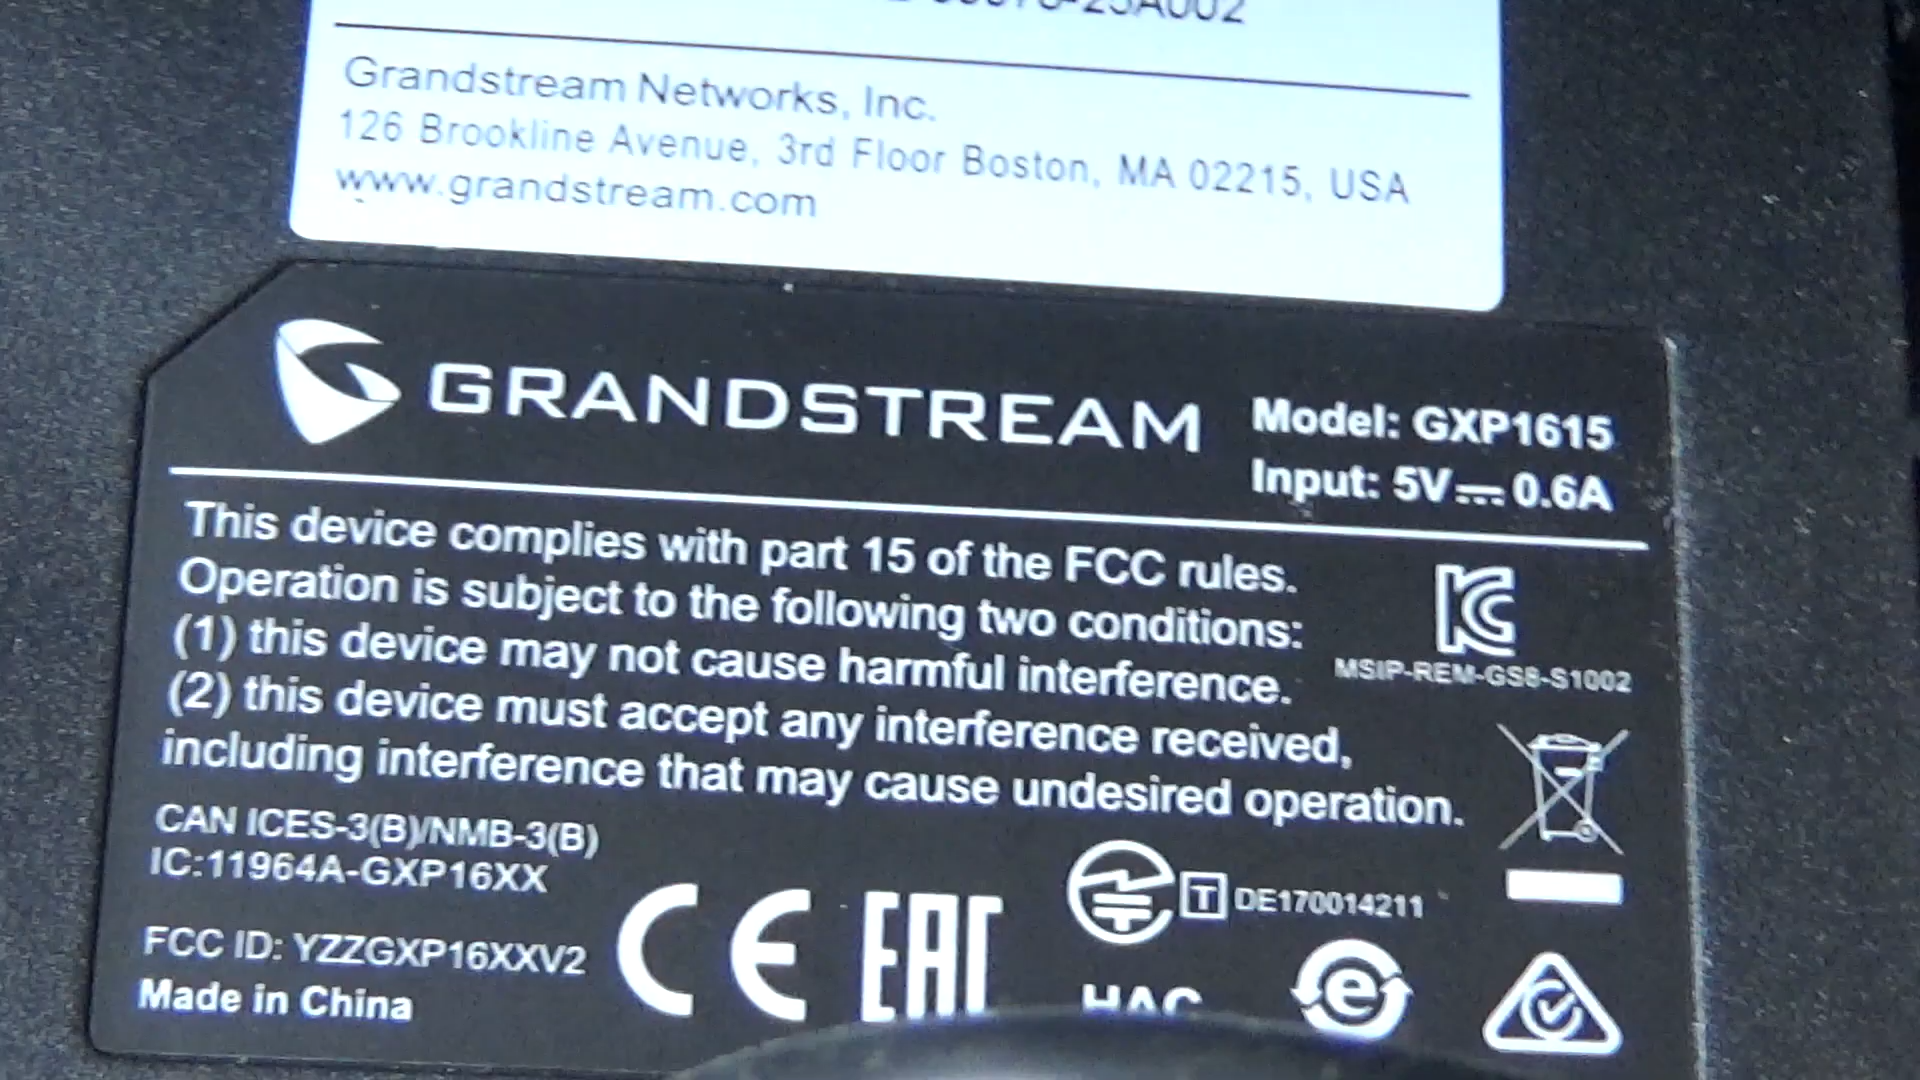 Grandstream Networks, Inc.
126 Brookline Avenue, 3rd Floor Boston, MA 02215, USA
www.grandstream.com
GRANDSTREAM
Model: GXP1615
Input: 5V⎓0.6A
This device complies with part 15 of the FCC rules.
Operation is subject to the following two conditions:
(1) this device may not cause harmful interference.
(2) this device must accept any interference received,
including interference that may cause undesired operation.
MSIP-REM-GS8-S1002
CAN ICES-3(B)/NMB-3(B)
IC:11964A-GXP16XX
FCC ID: YZZGXP16XXV2
Made in China
CE
EAC
T DE170014211
HAC